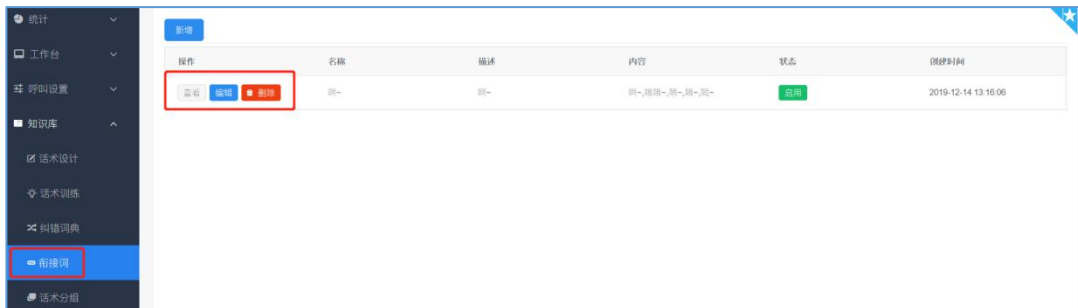 统计
工作台
呼叫设置
知识库
话术设计
话术训练
纠错词典
衔接词
话术分组
新增
操作 名称 描述 内容 状态 创建时间
查看 编辑 删除 启用 2019-12-14 13:16:06